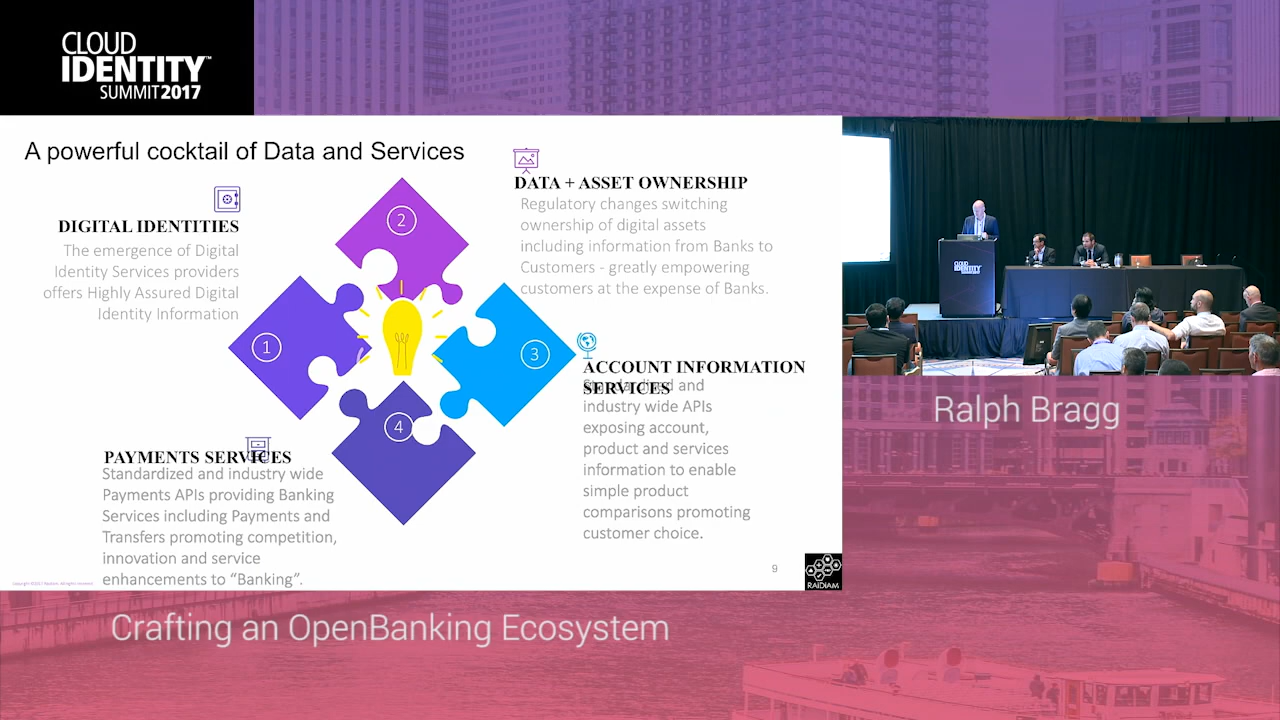 CLOUD
IDENTITY™
SUMMIT 2017
A powerful cocktail of Data and Services
DIGITAL IDENTITIES
The emergence of Digital
Identity Services providers
offers Highly Assured Digital
Identity Information
DATA + ASSET OWNERSHIP
Regulatory changes switching
ownership of digital assets
including information from Banks to
Customers - greatly empowering
customers at the expense of Banks.
1
2
3
4
ACCOUNT INFORMATION
SERVICES
Standardized and
industry wide APIs
exposing account,
product and services
information to enable
simple product
comparisons promoting
customer choice.
PAYMENTS SERVICES
Standardized and industry wide
Payments APIs providing Banking
Services including Payments and
Transfers promoting competition,
innovation and service
enhancements to “Banking”.
9
RAIDIAM
CLOUD
IDENTITY
Ralph Bragg
Crafting an OpenBanking Ecosystem